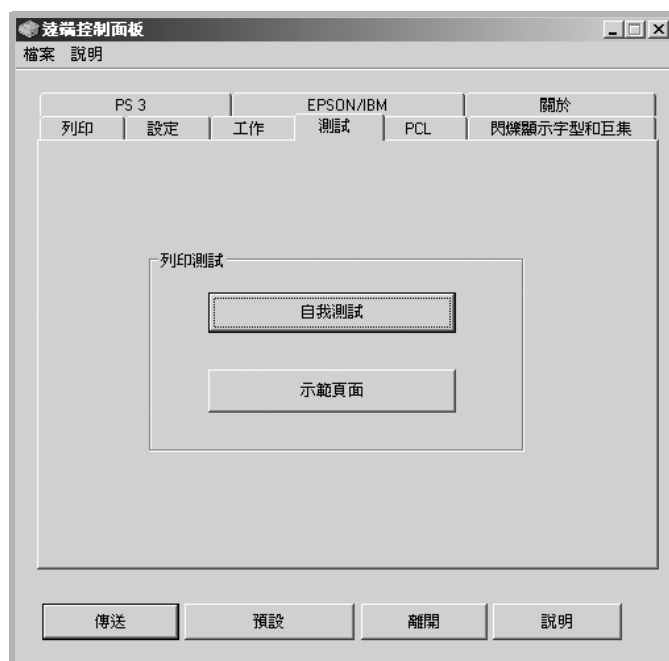 遠端控制面板
檔案 說明
PS 3 EPSON/IBM 關於
列印 設定 工作 測試 PCL 閃爍顯示字型和巨集
列印測試
自我測試
示範頁面
傳送 預設 離開 說明